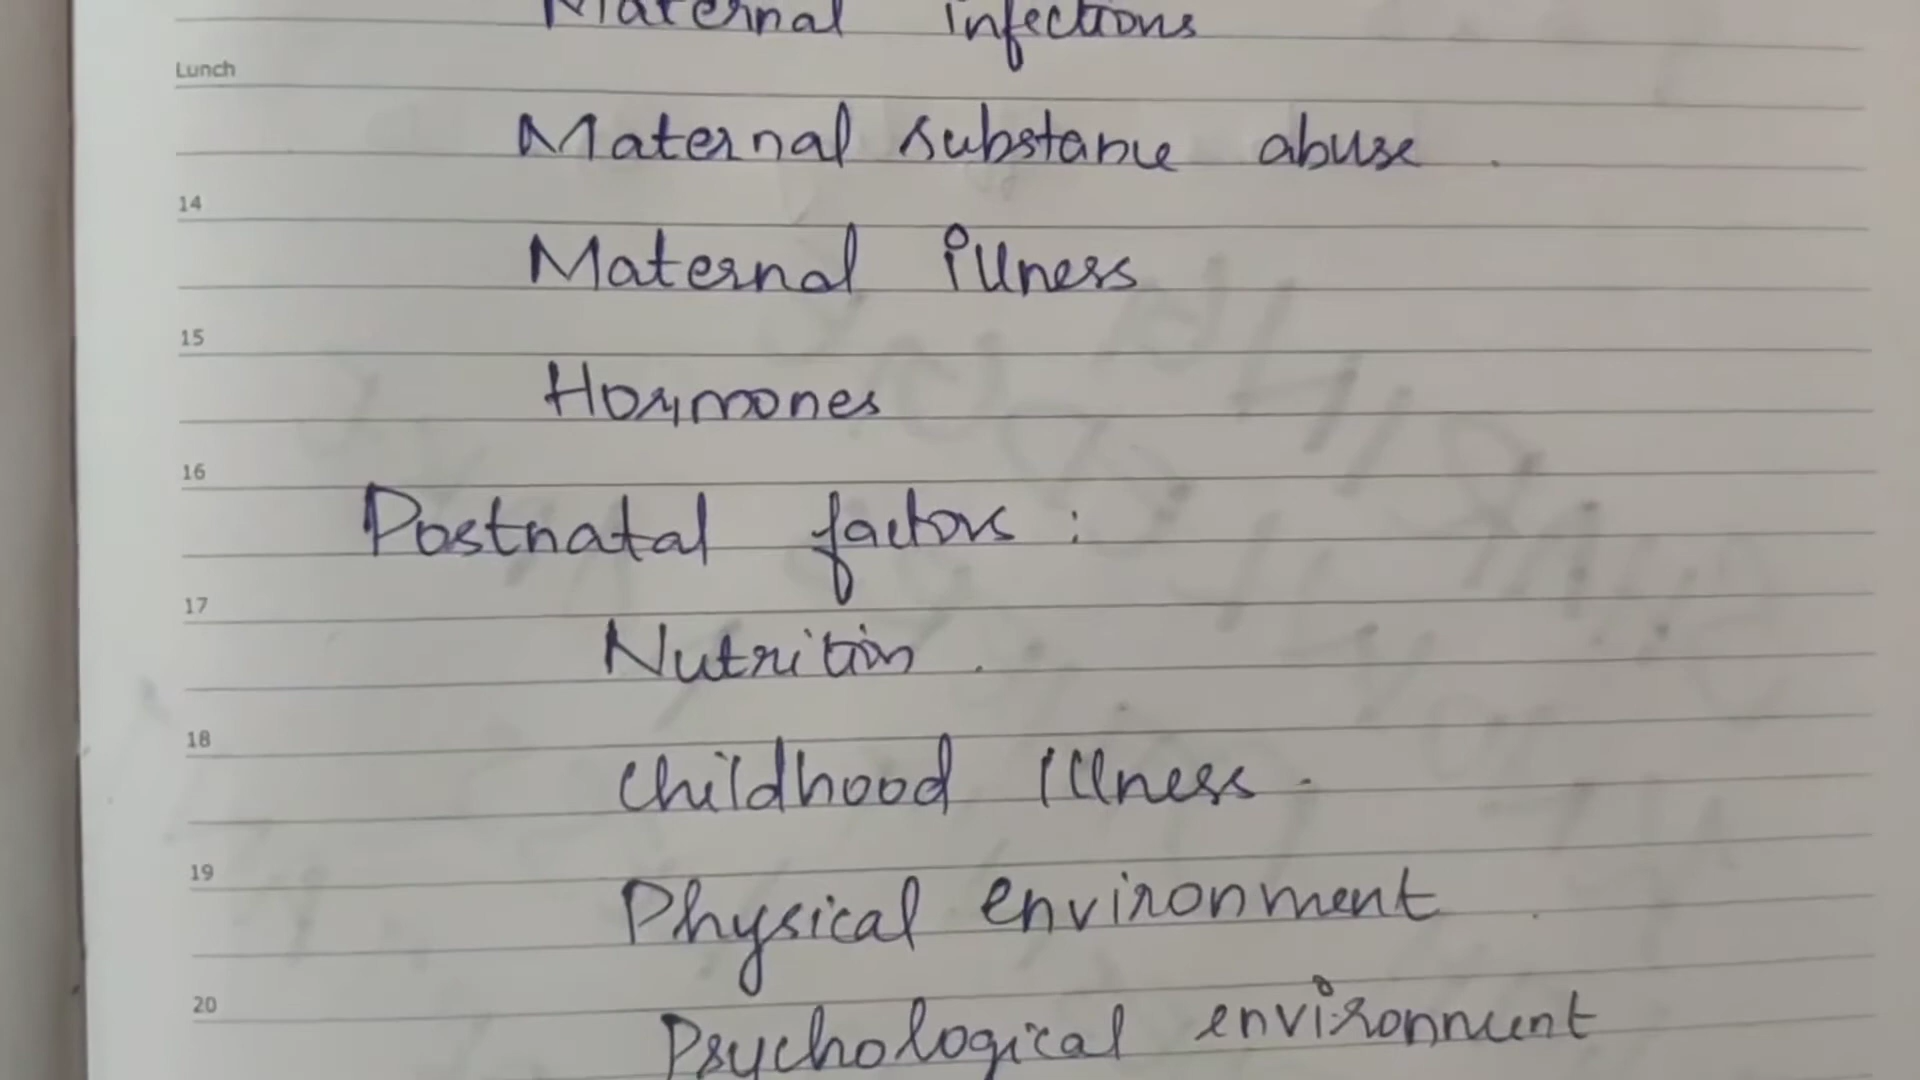 Maternal infections
Lunch
Maternal substance abuse.
14
Maternal illness
15
Hormones
16
Postnatal factors:
17
Nutrition.
18
Childhood Illness.
19
Physical environment.
20
Psychological environment